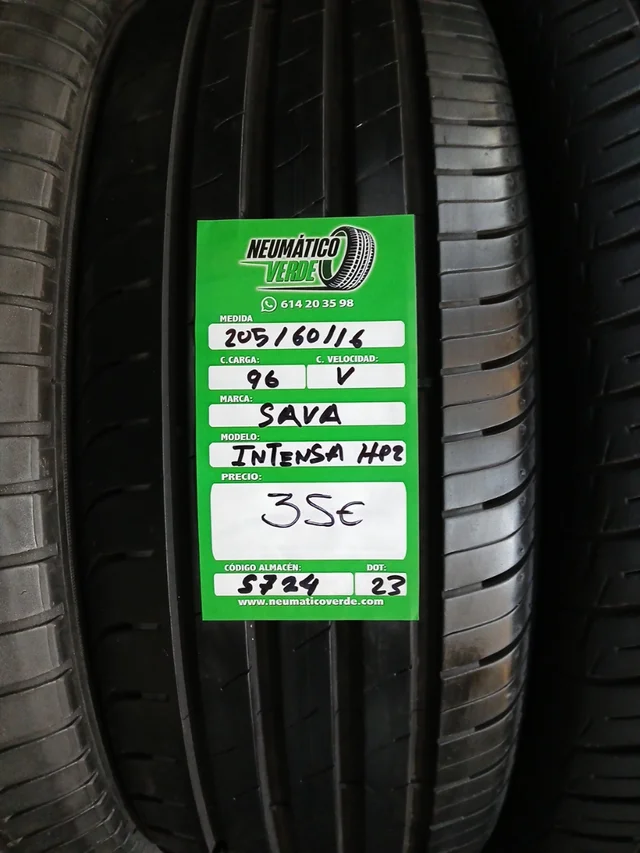 NEUMÁTICO
VERDE
614 20 35 98
MEDIDA
205/60/16
C.CARGA: C. VELOCIDAD:
96 V
MARCA:
SAVA
MODELO:
INTENSA HP2
PRECIO:
35€
CÓDIGO ALMACÉN: DOT:
S724 23
www.neumaticoverde.com